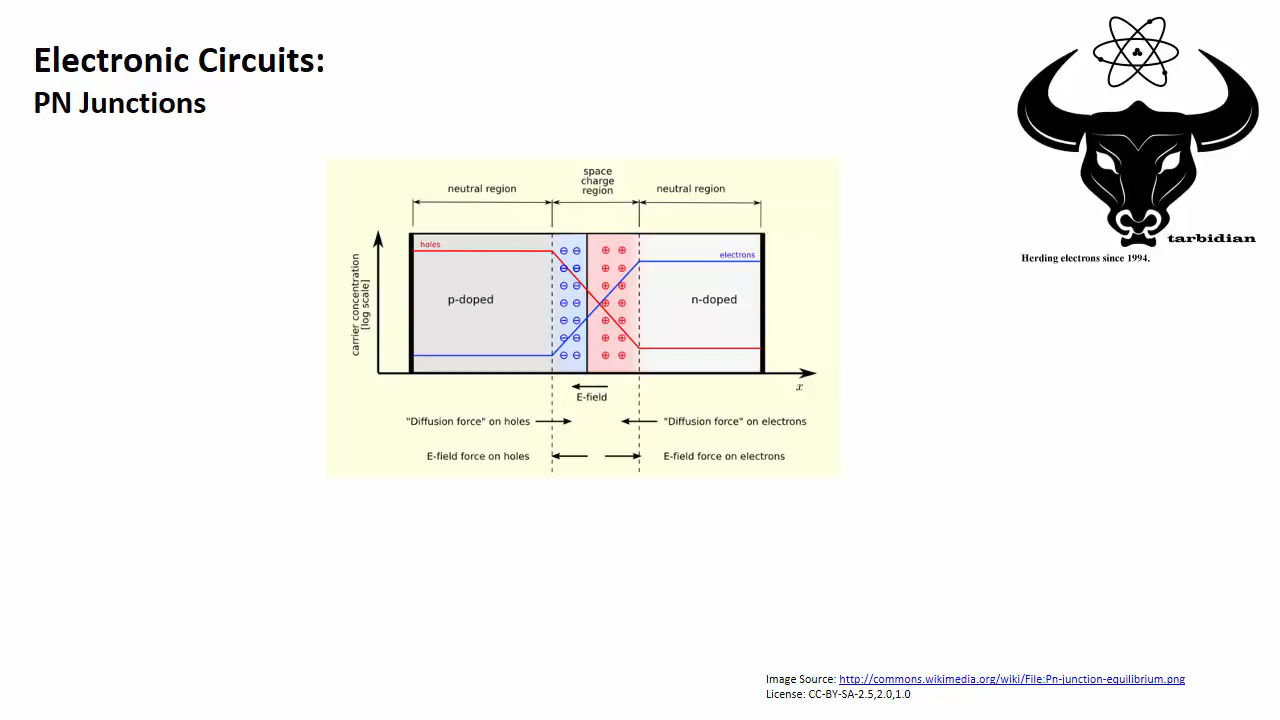 Electronic Circuits:
PN Junctions
tarbidian
Herding electrons since 1994.
neutral region
space
charge
region
neutral region
holes
electrons
carrier concentration
[log scale]
p-doped
n-doped
x
E-field
"Diffusion force" on holes
"Diffusion force" on electrons
E-field force on holes
E-field force on electrons
Image Source: http://commons.wikimedia.org/wiki/File:Pn-junction-equilibrium.png
License: CC-BY-SA-2.5,2.0,1.0